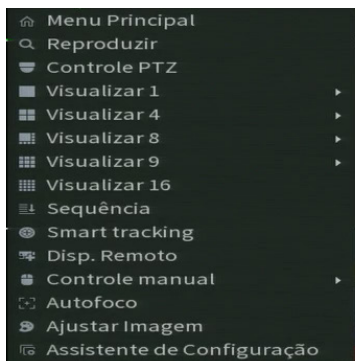 Menu Principal
Reproduzir
Controle PTZ
Visualizar 1
Visualizar 4
Visualizar 8
Visualizar 9
Visualizar 16
Sequência
Smart tracking
Disp. Remoto
Controle manual
Autofoco
Ajustar Imagem
Assistente de Configuração